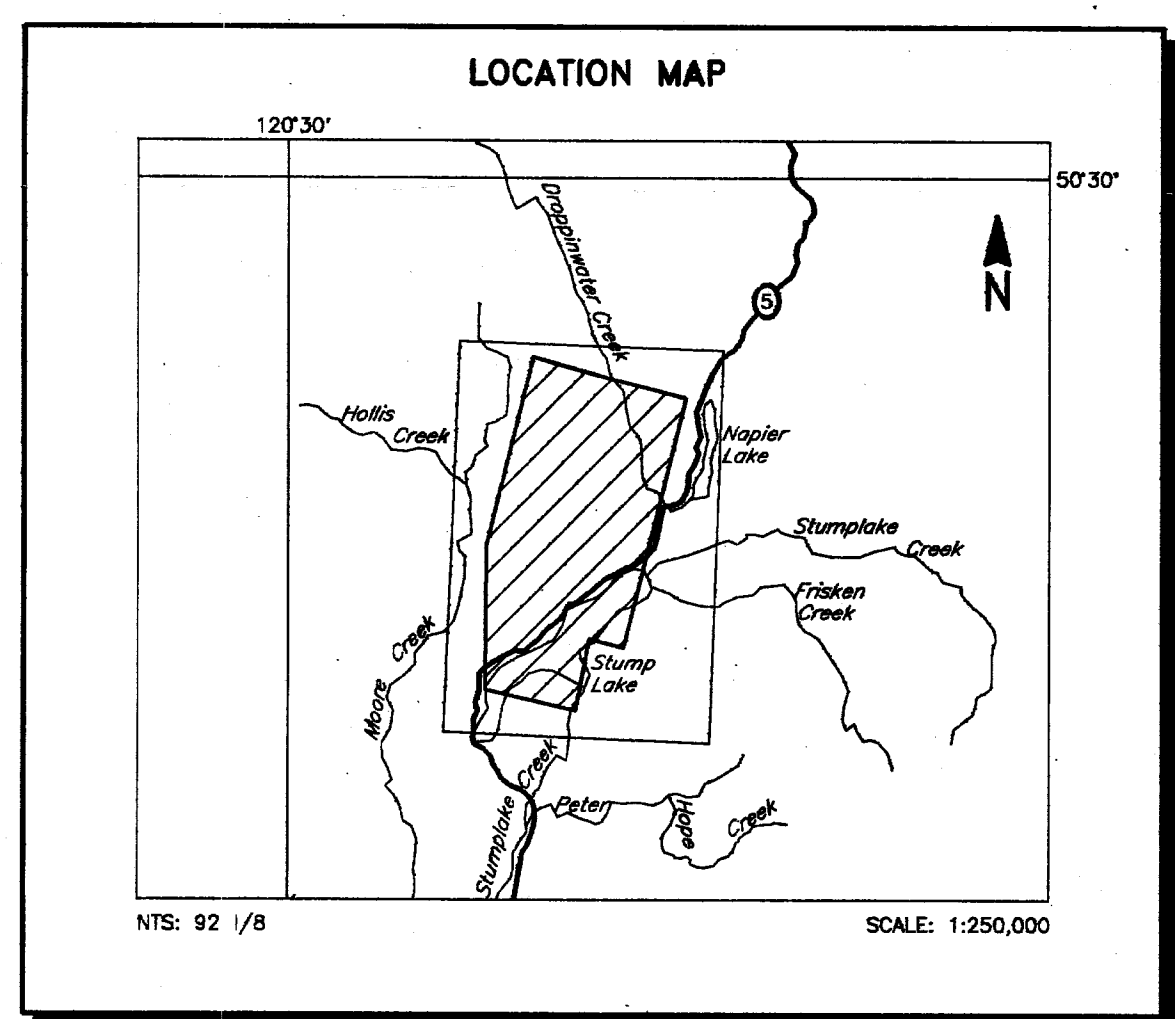 LOCATION MAP
120°30'
50°30'
Droppinwater Creek
N
5
Hollis
Creek
Napier
Lake
Stumplake
Creek
Frisken
Creek
Moore Creek
Stump
Lake
Stumplake Creek
Peter
Hope
Creek
NTS: 92 I/8
SCALE: 1:250,000